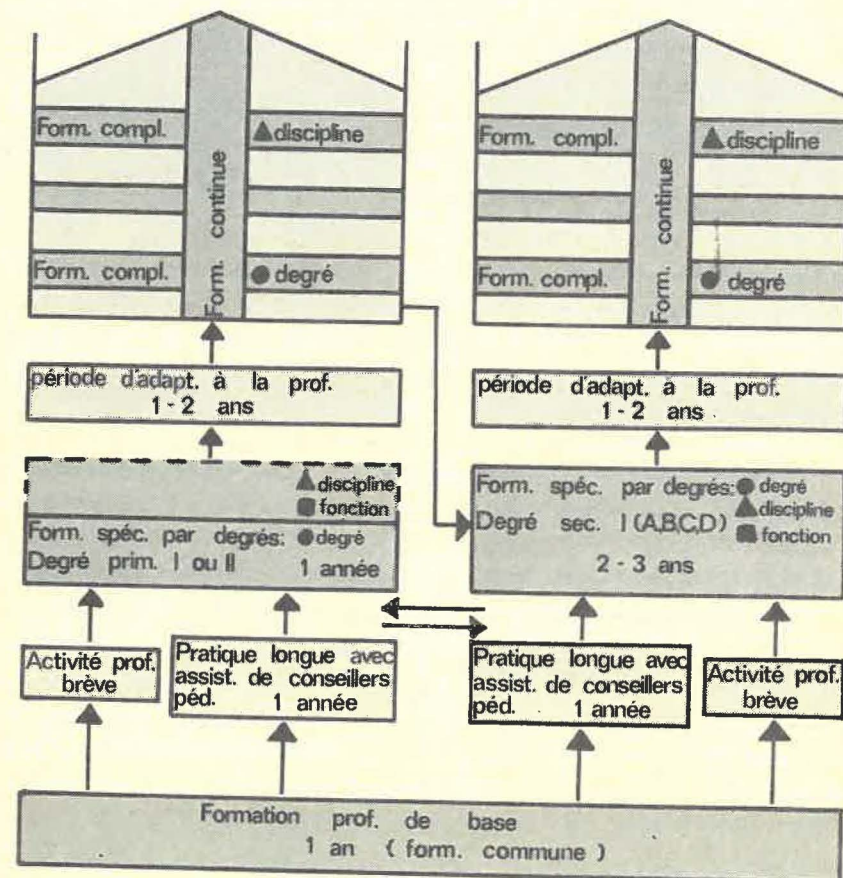 Form. compl.
▲discipline
Form. continue
Form. compl.
●degré
période d'adapt. à la prof.
1 - 2 ans
▲discipline
■fonction
Form. spéc. par degrés: ●degré
Degré prim. I ou II 1 année
Activité prof.
brève
Pratique longue avec
assist. de conseillers
péd. 1 année
Form. compl.
▲discipline
Form. continue
Form. compl.
●degré
période d'adapt. à la prof.
1 - 2 ans
Form. spéc. par degrés: ●degré
▲discipline
Degré sec. I (A,B,C,D)
■fonction
2 - 3 ans
Pratique longue avec
assist. de conseillers
péd. 1 année
Activité prof.
brève
Formation prof. de base
1 an ( form. commune )